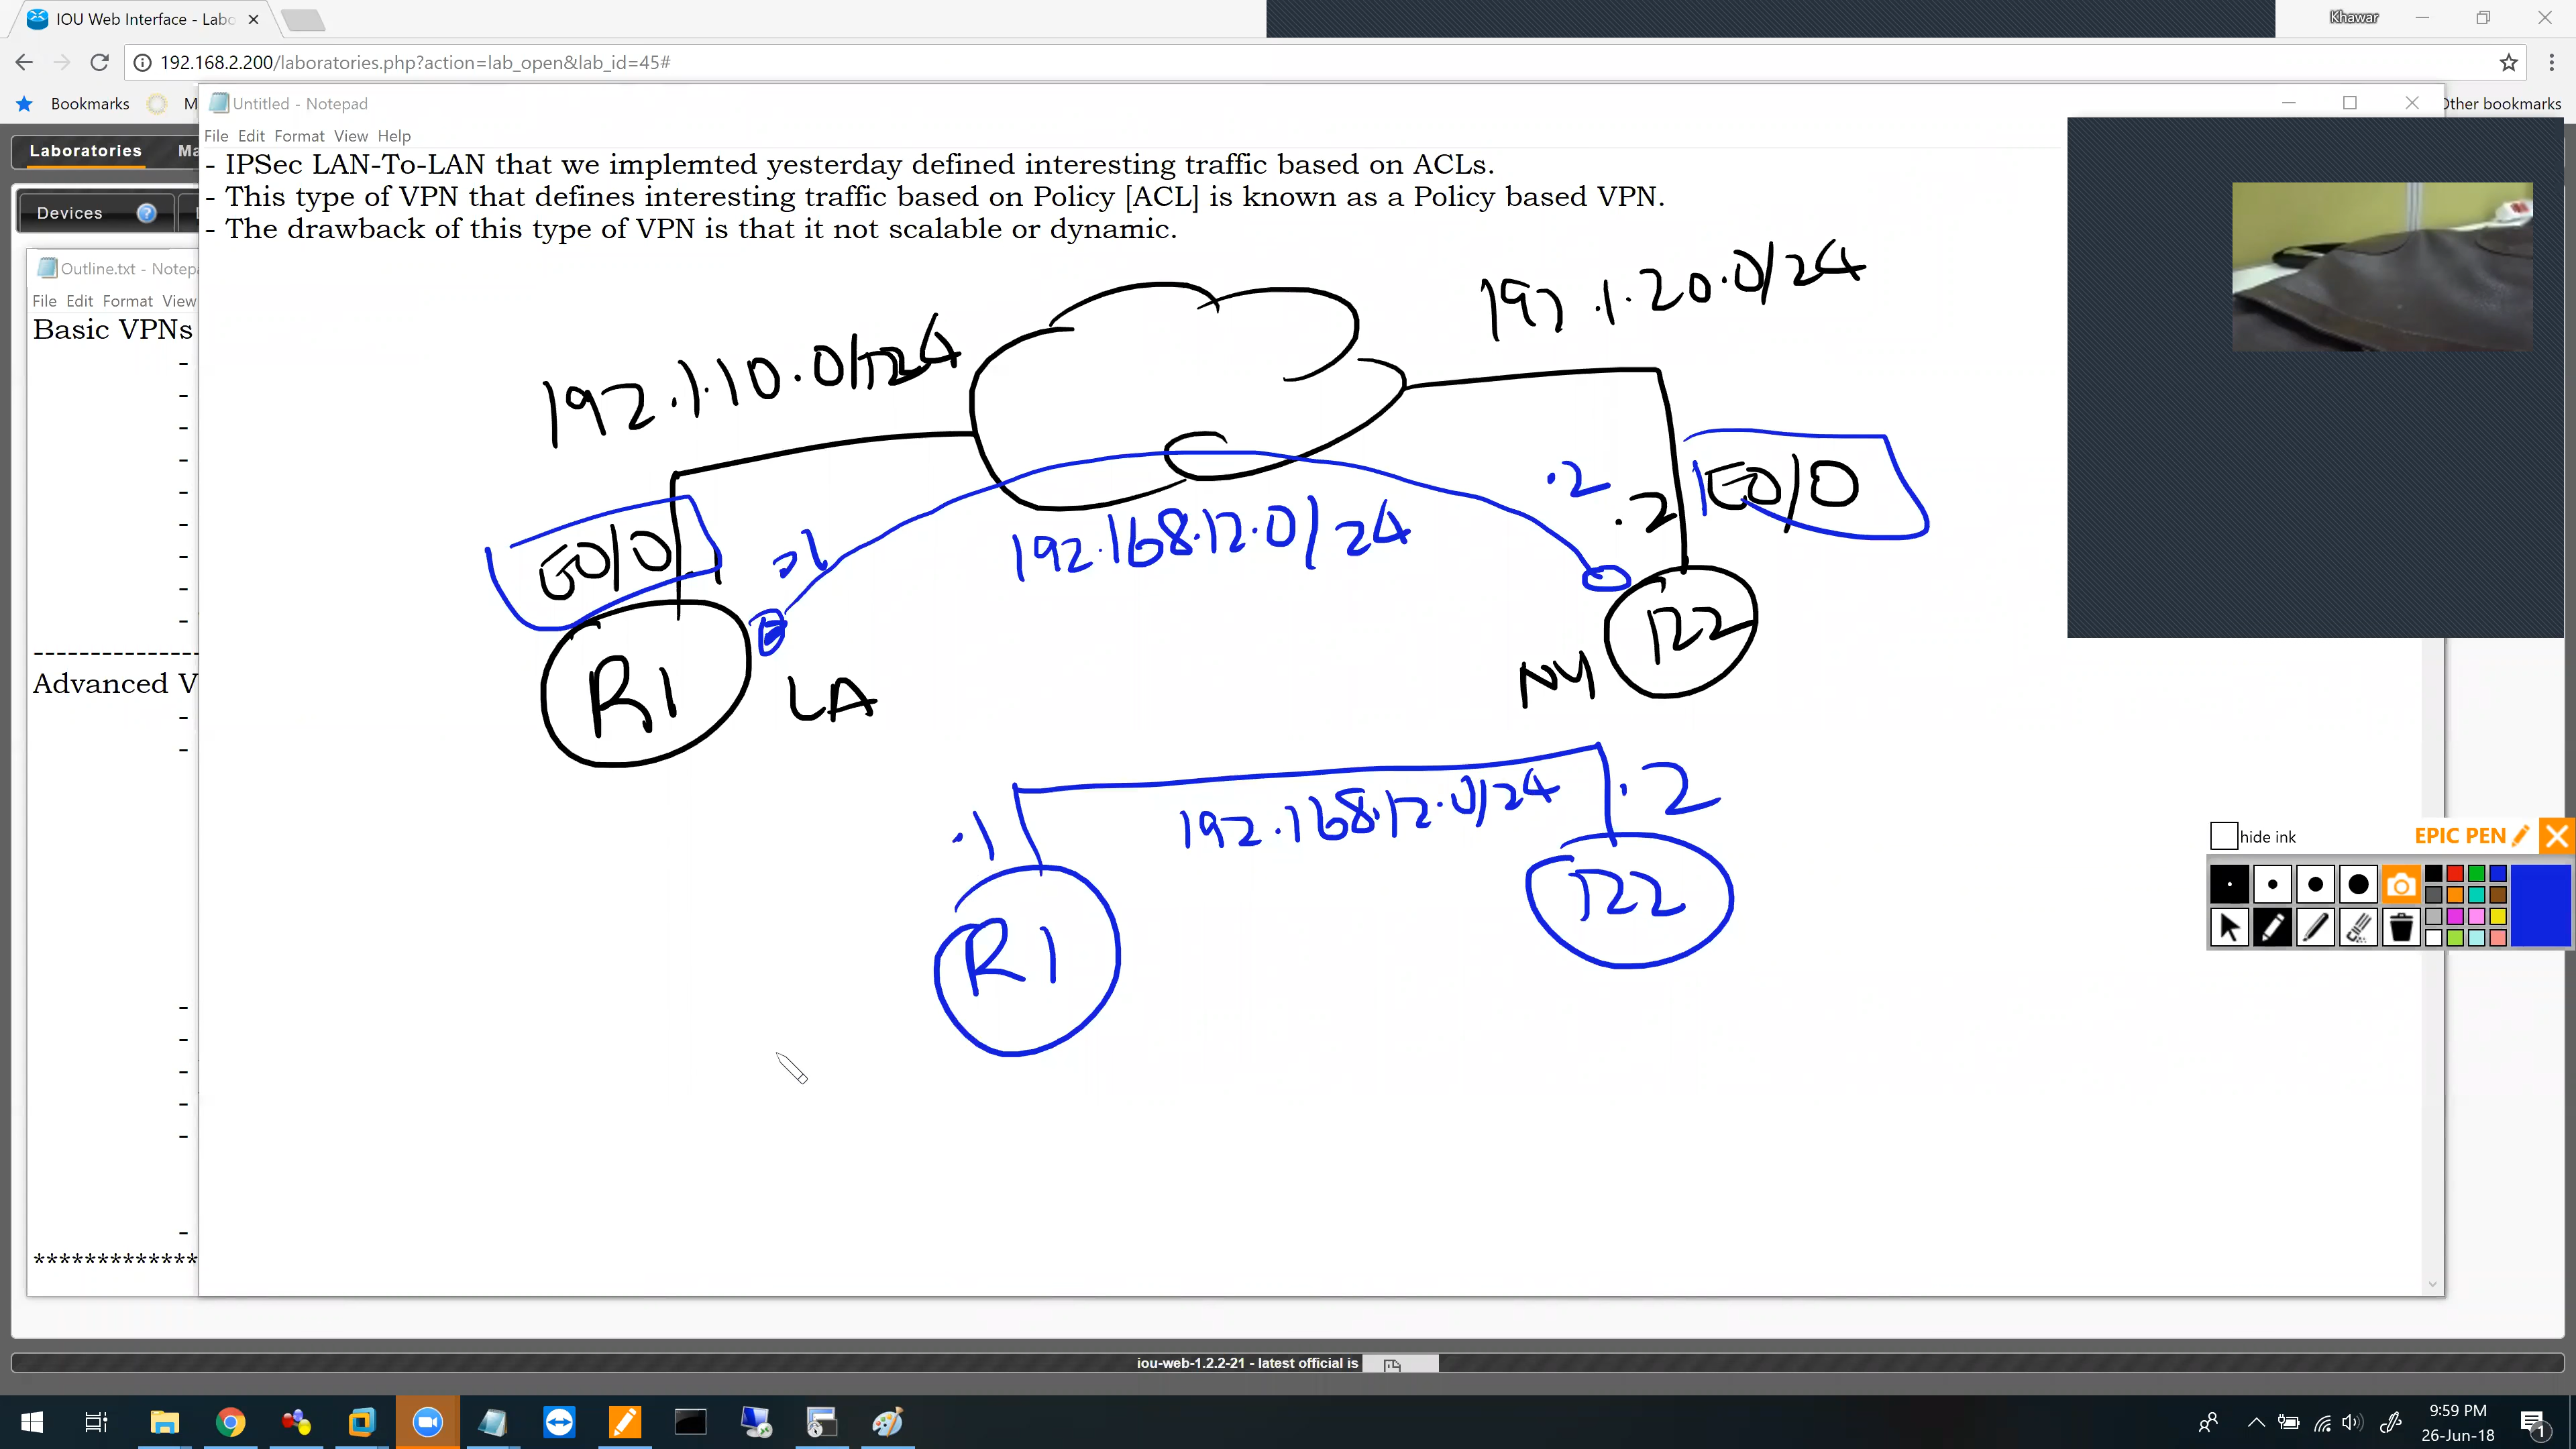 IOU Web Interface - Labo
Khawar
192.168.2.200/laboratories.php?action=lab_open&lab_id=45#
Bookmarks
M
Other bookmarks
Untitled - Notepad
File Edit Format View Help
Laboratories
Ma
- IPSec LAN-To-LAN that we implemted yesterday defined interesting traffic based on ACLs.
- This type of VPN that defines interesting traffic based on Policy [ACL] is known as a Policy based VPN.
- The drawback of this type of VPN is that it not scalable or dynamic.
Devices
Outline.txt - Notep
File Edit Format View
Basic VPNs
-
-
-
-
-
-
-
-
-
Advanced V
-
-
-
-
-
-
-
-
192.1.10.0/24
192.1.20.0/24
E0/0
.1
.1
192.168.12.0/24
.2
.2
E0/0
R1
LA
NY
R2
.1
192.168.12.0/24
.2
R1
R2
hide ink
EPIC PEN
iou-web-1.2.2-21 - latest official is
9:59 PM
26-Jun-18
1